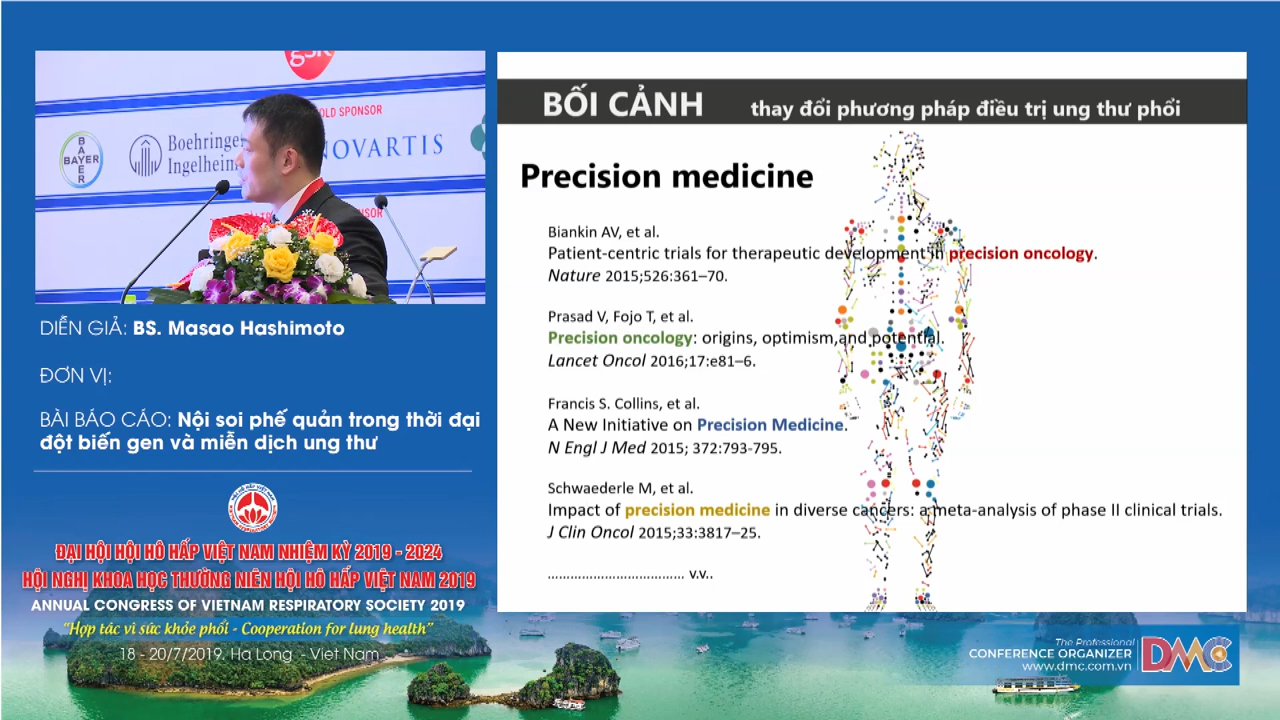 gsk
OLD SPONSOR
BAYER
BAYER
Boehringe
Ingelheim
NOVARTIS
SOR
DIỄN GIẢ: BS. Masao Hashimoto
ĐƠN VỊ:
BÀI BÁO CÁO: Nội soi phế quản trong thời đại
đột biến gen và miễn dịch ung thư
ĐẠI HỘI HỘI HÔ HẤP VIỆT NAM NHIỆM KỲ 2019 - 2024
HỘI NGHỊ KHOA HỌC THƯỜNG NIÊN HỘI HÔ HẤP VIỆT NAM 2019
ANNUAL CONGRESS OF VIETNAM RESPIRATORY SOCIETY 2019
“Hợp tác vì sức khỏe phổi - Cooperation for lung health”
18 - 20/7/2019. Ha Long - Viet Nam
BỐI CẢNH thay đổi phương pháp điều trị ung thư phổi
Precision medicine
Biankin AV, et al.
Patient-centric trials for therapeutic development in precision oncology.
Nature 2015;526:361–70.
Prasad V, Fojo T, et al.
Precision oncology: origins, optimism,and potential.
Lancet Oncol 2016;17:e81–6.
Francis S. Collins, et al.
A New Initiative on Precision Medicine.
N Engl J Med 2015; 372:793-795.
Schwaederle M, et al.
Impact of precision medicine in diverse cancers: a meta-analysis of phase II clinical trials.
J Clin Oncol 2015;33:3817–25.
.................................. v.v..
The Professional
CONFERENCE ORGANIZER
www.dmc.com.vn
DMC